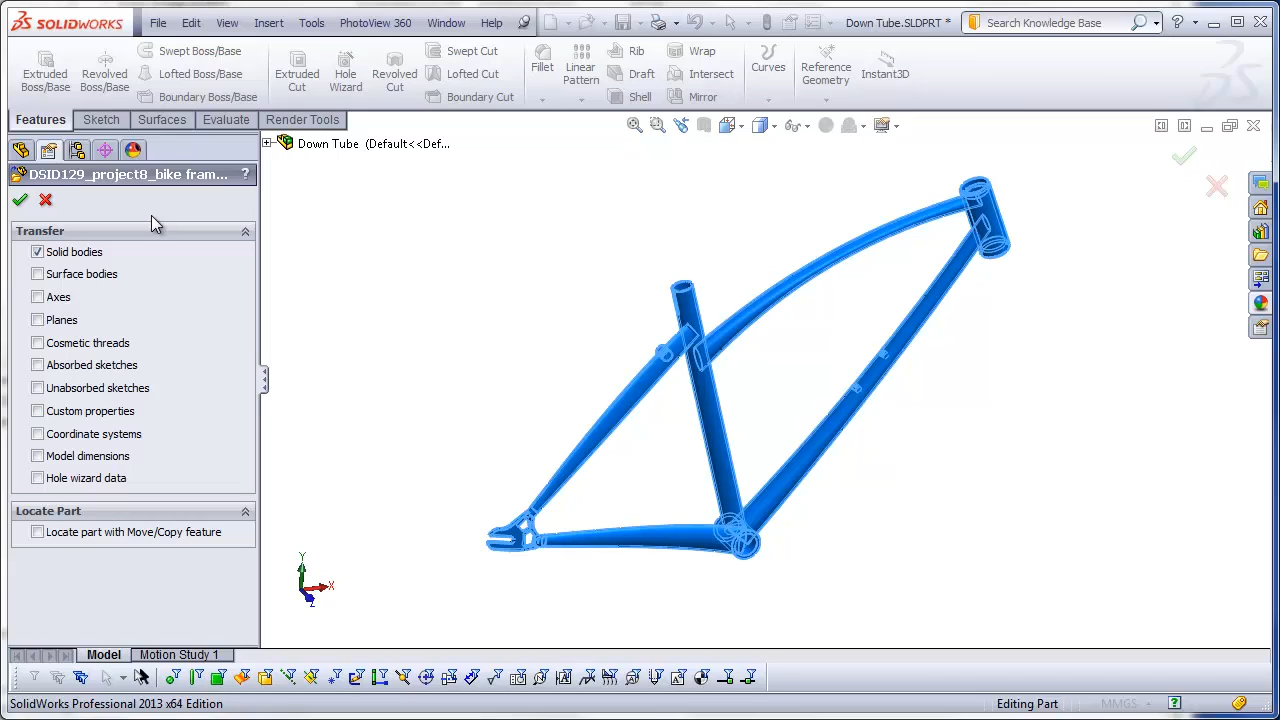 SOLIDWORKS File Edit View Insert Tools PhotoView 360 Window Help Down Tube.SLDPRT Search Knowledge Base ?
Extruded Boss/Base Revolved Boss/Base Swept Boss/Base Lofted Boss/Base Boundary Boss/Base Extruded Cut Hole Wizard Revolved Cut Swept Cut Lofted Cut Boundary Cut Fillet Linear Pattern Rib Draft Shell Wrap Intersect Mirror Curves Reference Geometry Instant3D
Features Sketch Surfaces Evaluate Render Tools
Down Tube (Default<<Def...
DSID129_project8_bike fram... ?
Transfer
Solid bodies
Surface bodies
Axes
Planes
Cosmetic threads
Absorbed sketches
Unabsorbed sketches
Custom properties
Coordinate systems
Model dimensions
Hole wizard data
Locate Part
Locate part with Move/Copy feature
Y
X
Z
Model Motion Study 1
SolidWorks Professional 2013 x64 Edition Editing Part MMGS ?